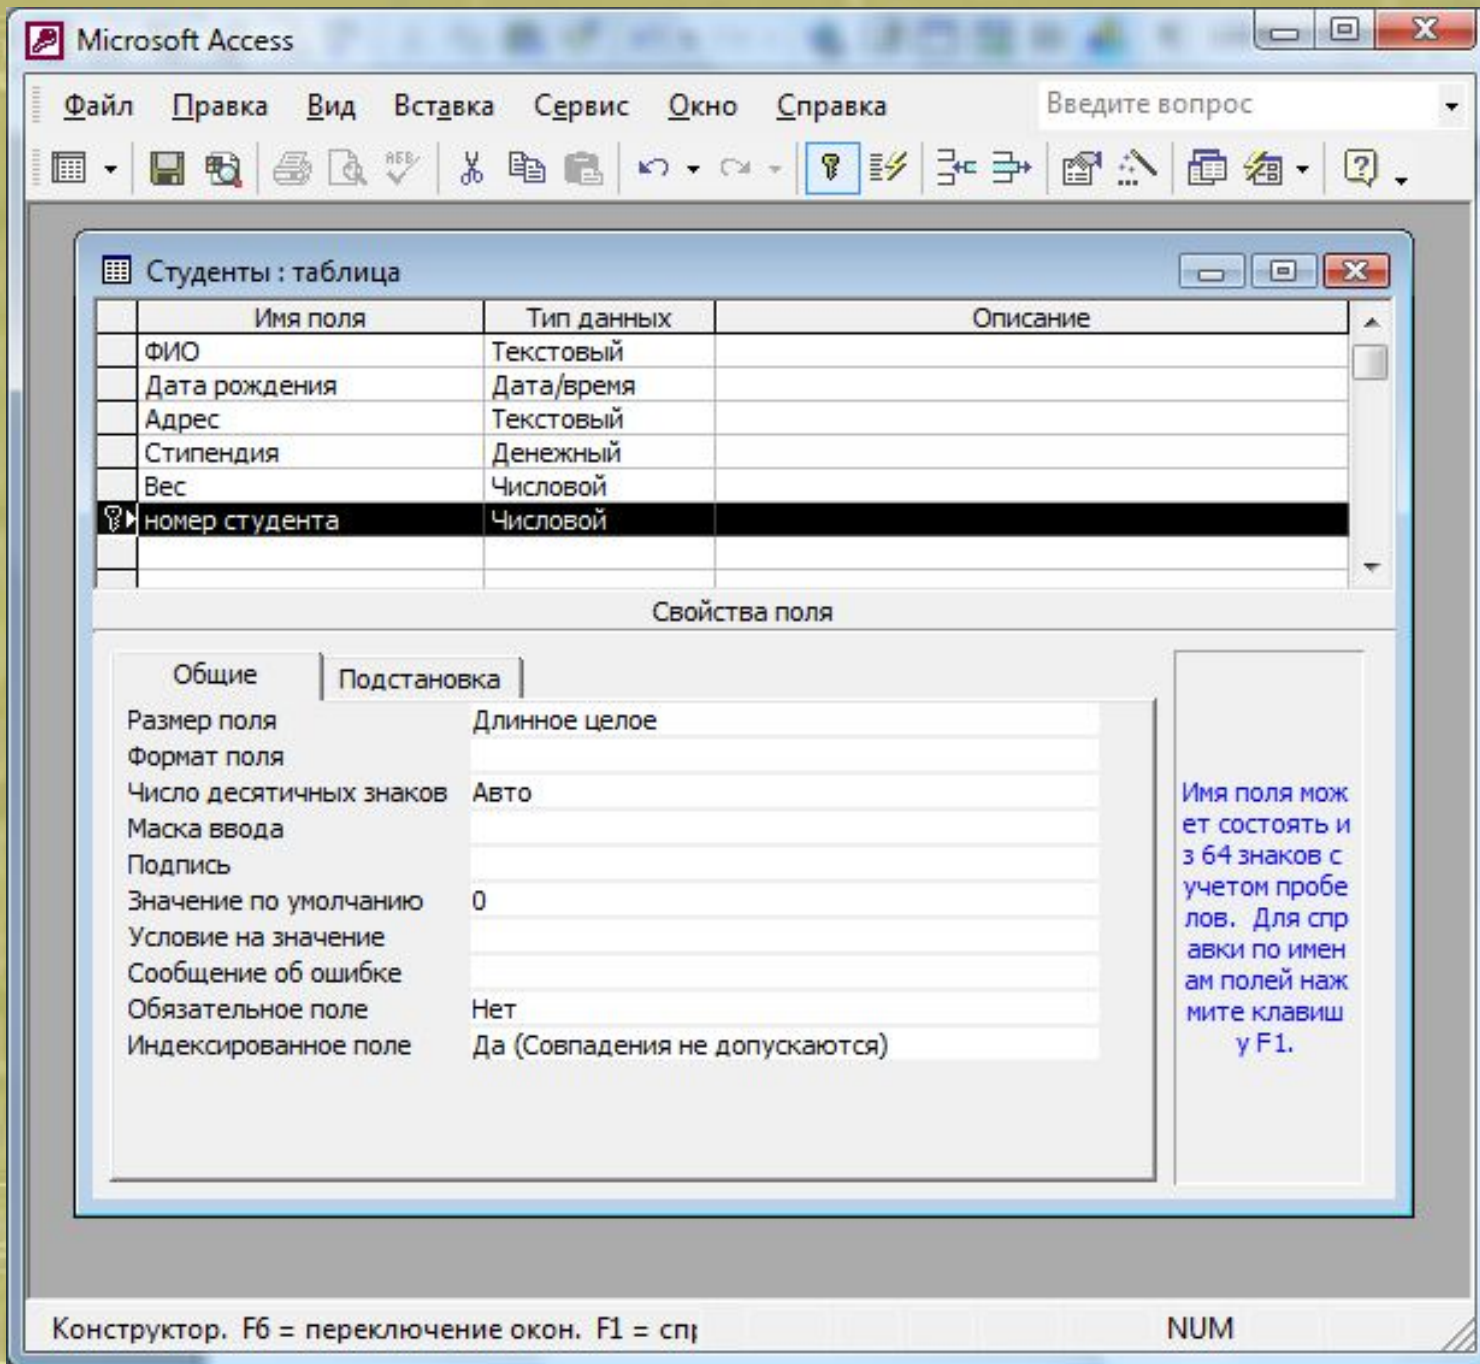 Microsoft Access
Файл Правка Вид Вставка Сервис Окно Справка Введите вопрос
Студенты : таблица
Имя поля Тип данных Описание
ФИО Текстовый
Дата рождения Дата/время
Адрес Текстовый
Стипендия Денежный
Вес Числовой
номер студента Числовой
Свойства поля
Общие Подстановка
Размер поля Длинное целое
Формат поля
Число десятичных знаков Авто
Маска ввода
Подпись
Значение по умолчанию 0
Условие на значение
Сообщение об ошибке
Обязательное поле Нет
Индексированное поле Да (Совпадения не допускаются)
Имя поля мож
ет состоять и
з 64 знаков с
учетом пробе
лов. Для спр
авки по имен
ам полей наж
мите клавиш
у F1.
Конструктор. F6 = переключение окон. F1 = спр
NUM